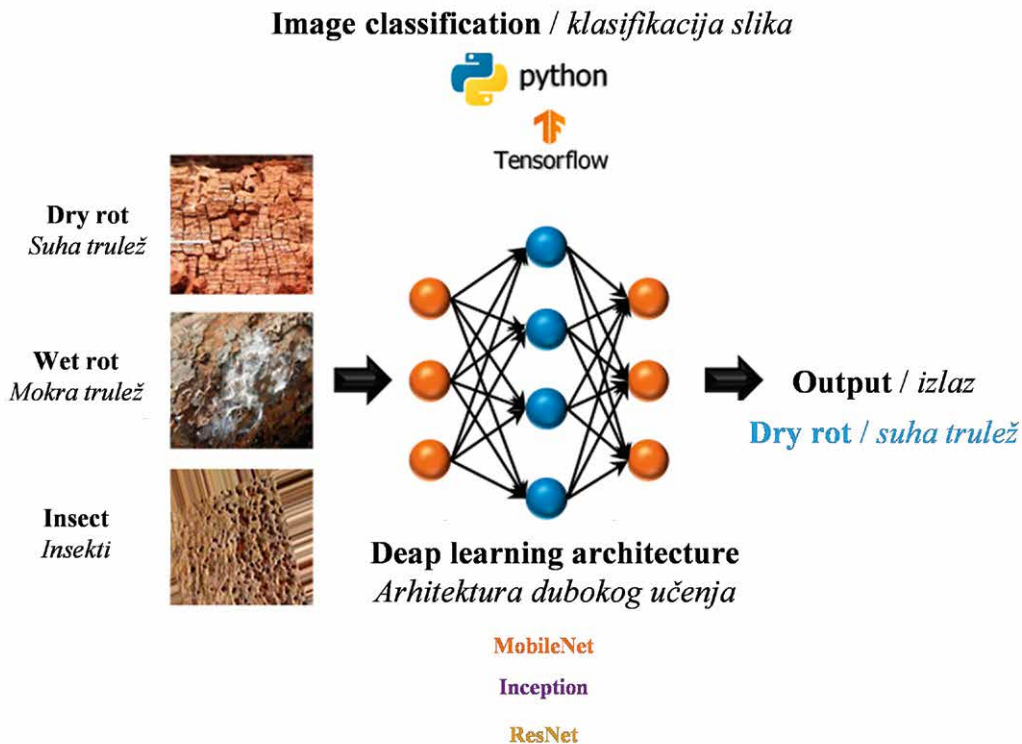 Image classification / klasifikacija slika
python
Tensorflow
Dry rot
Suha trulež
Wet rot
Mokra trulež
Insect
Insekti
Output / izlaz
Dry rot / suha trulež
Deap learning architecture
Arhitektura dubokog učenja
MobileNet
Inception
ResNet